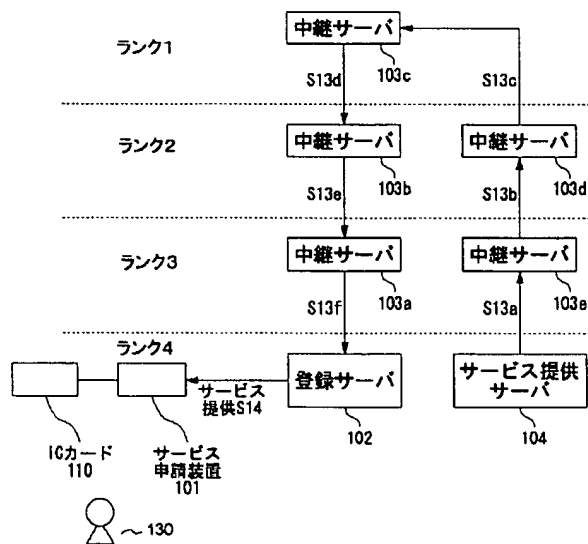 ランク1
中継サーバ
103c
S13d
S13c
ランク2
中継サーバ
中継サーバ
103b
103d
S13e
S13b
ランク3
中継サーバ
中継サーバ
103a
103e
S13f
S13a
ランク4
登録サーバ
サービス提供
サーバ
サービス
提供S14
102
104
ICカード
110
サービス
申請装置
101
130